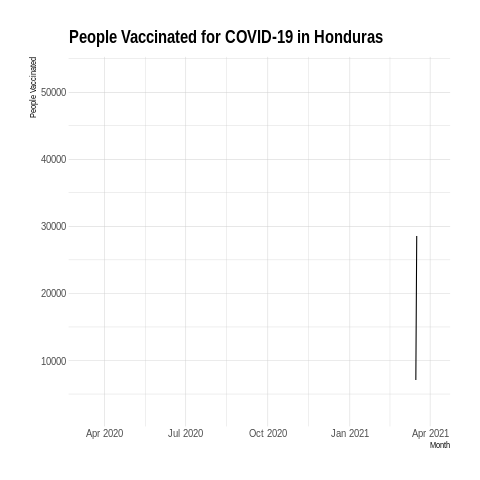 People Vaccinated for COVID-19 in Honduras
People Vaccinated
50000
40000
30000
20000
10000
Apr 2020 Jul 2020 Oct 2020 Jan 2021 Apr 2021
Month